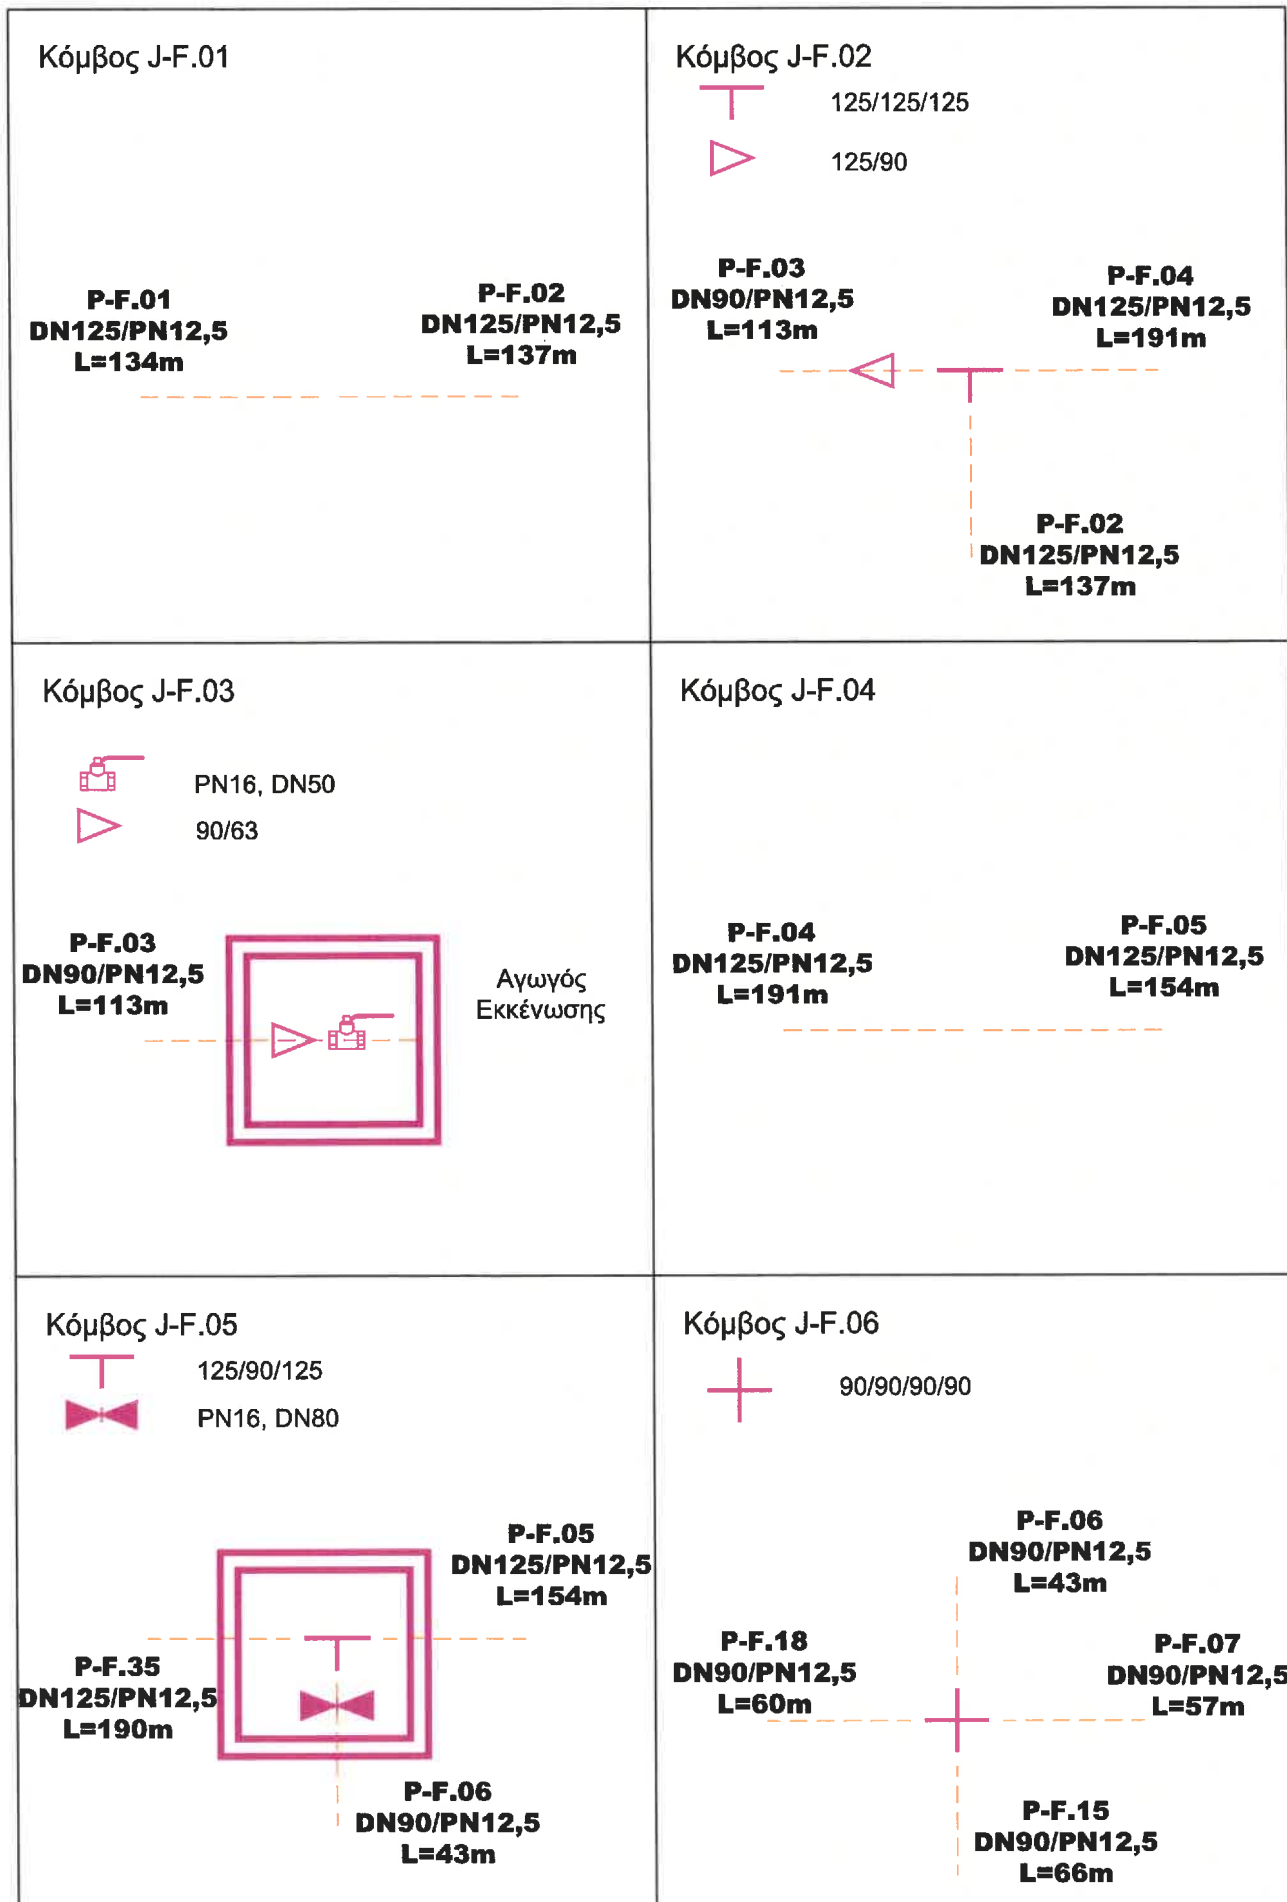 Κόμβος J-F.01
P-F.01
DN125/PN12,5
L=134m
P-F.02
DN125/PN12,5
L=137m
Κόμβος J-F.02
125/125/125
125/90
P-F.03
DN90/PN12,5
L=113m
P-F.04
DN125/PN12,5
L=191m
P-F.02
DN125/PN12,5
L=137m
Κόμβος J-F.03
PN16, DN50
90/63
P-F.03
DN90/PN12,5
L=113m
Αγωγός
Εκκένωσης
Κόμβος J-F.04
P-F.04
DN125/PN12,5
L=191m
P-F.05
DN125/PN12,5
L=154m
Κόμβος J-F.05
125/90/125
PN16, DN80
P-F.05
DN125/PN12,5
L=154m
P-F.35
DN125/PN12,5
L=190m
P-F.06
DN90/PN12,5
L=43m
Κόμβος J-F.06
90/90/90/90
P-F.06
DN90/PN12,5
L=43m
P-F.18
DN90/PN12,5
L=60m
P-F.07
DN90/PN12,5
L=57m
P-F.15
DN90/PN12,5
L=66m